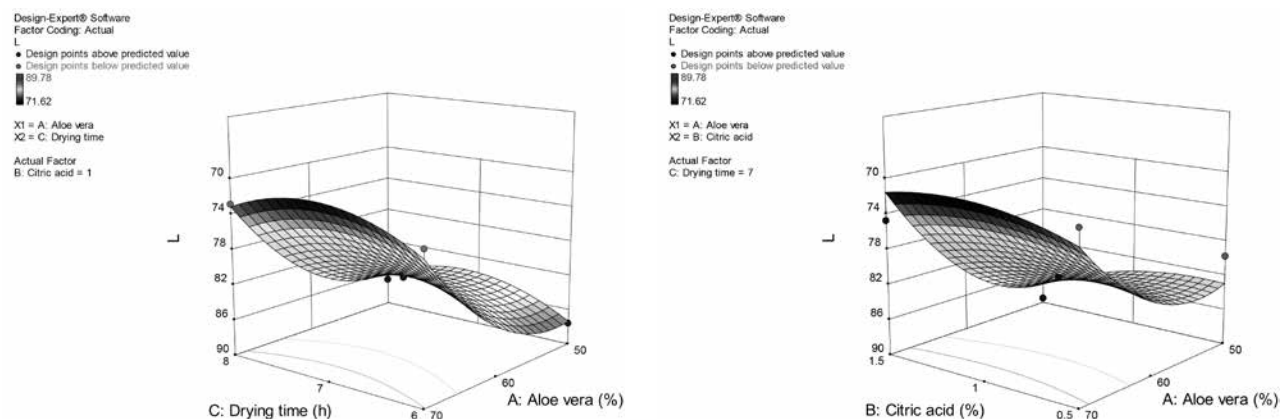 Design-Expert® Software
Factor Coding: Actual
L
Design points above predicted value
Design points below predicted value
89.78
71.62
X1 = A: Aloe vera
X2 = C: Drying time
Actual Factor
B: Citric acid = 1
L
70
74
78
82
86
90
8
7
6
70
60
50
C: Drying time (h)
A: Aloe vera (%)
Design-Expert® Software
Factor Coding: Actual
L
Design points above predicted value
Design points below predicted value
89.78
71.62
X1 = A: Aloe vera
X2 = B: Citric acid
Actual Factor
C: Drying time = 7
L
70
74
78
82
86
90
1.5
1
0.5
70
60
50
B: Citric acid (%)
A: Aloe vera (%)